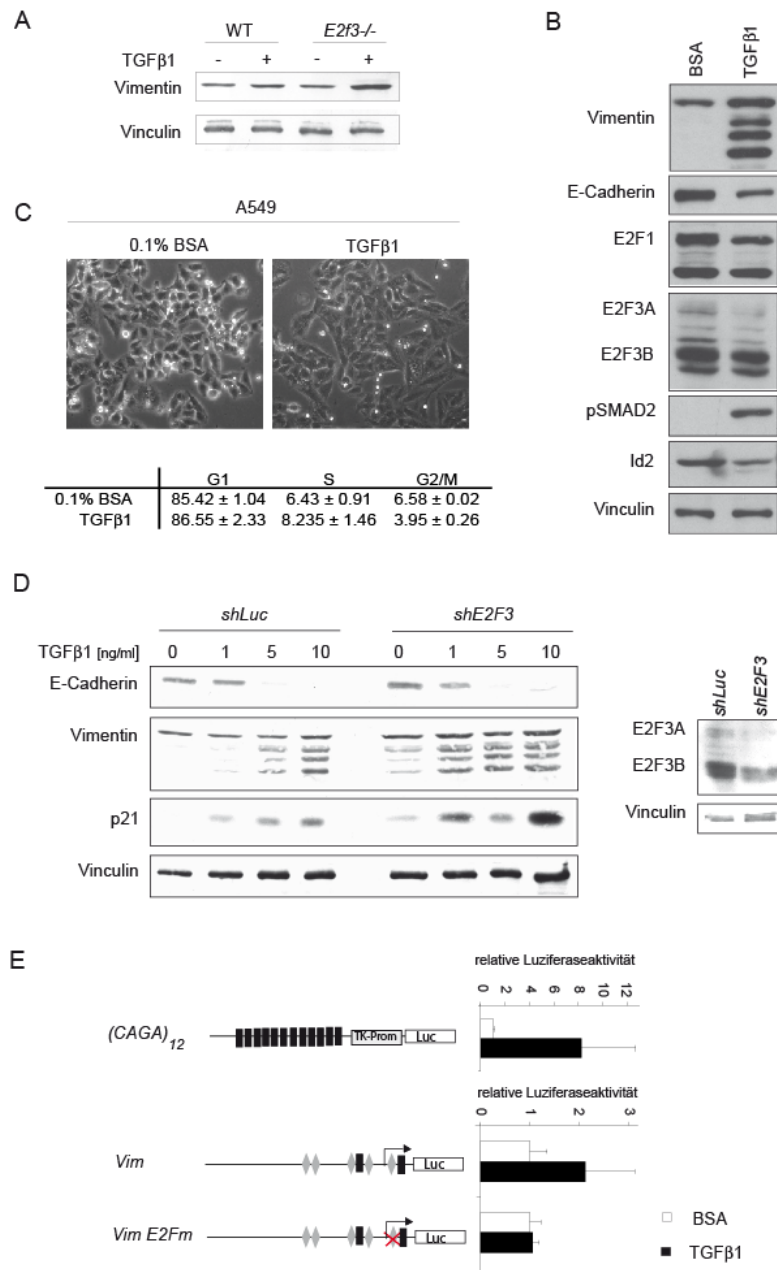 A
WT E2f3-/-
TGFβ1 - + - +
Vimentin
Vinculin
B
BSA TGFβ1
Vimentin
E-Cadherin
E2F1
E2F3A
E2F3B
pSMAD2
Id2
Vinculin
C
A549
0.1% BSA TGFβ1
G1 S G2/M
0.1% BSA 85.42 ± 1.04 6.43 ± 0.91 6.58 ± 0.02
TGFβ1 86.55 ± 2.33 8.235 ± 1.46 3.95 ± 0.26
D
shLuc shE2F3
TGFβ1 [ng/ml] 0 1 5 10 0 1 5 10
E-Cadherin
Vimentin
p21
Vinculin
shLuc shE2F3
E2F3A
E2F3B
Vinculin
E
relative Luziferaseaktivität
0 2 4 6 8 10 12
(CAGA)12 TK-Prom Luc
relative Luziferaseaktivität
0 1 2 3
Vim Luc
Vim E2Fm Luc
BSA
TGFβ1